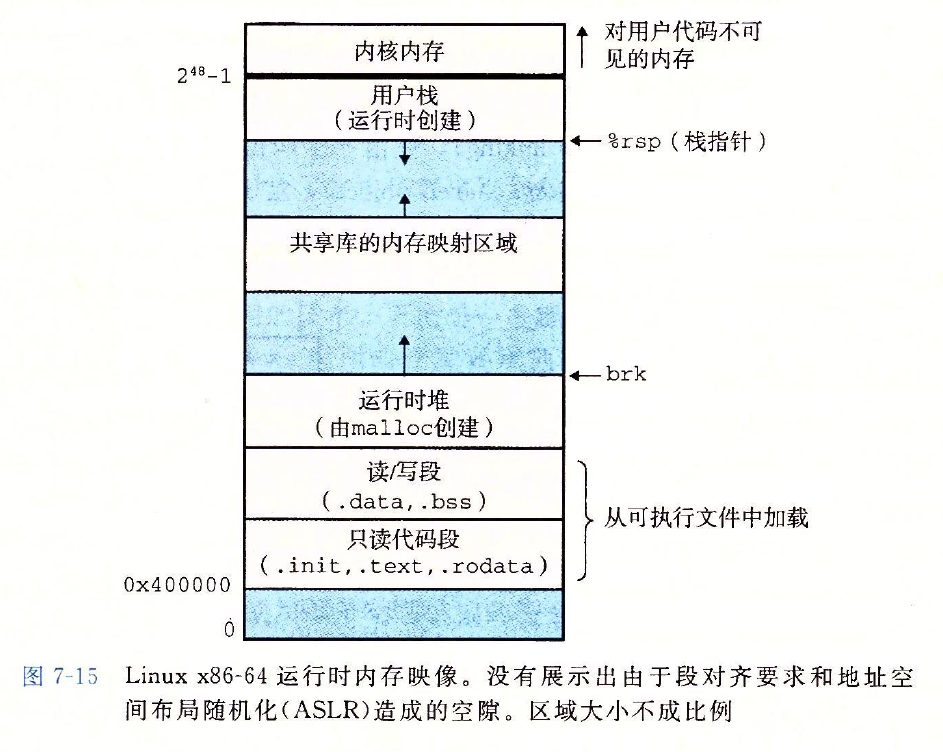 内核内存
对用户代码不可
见的内存
2⁴⁸-1
用户栈
(运行时创建)
%rsp(栈指针)
共享库的内存映射区域
brk
运行时堆
(由malloc创建)
读/写段
(.data,.bss)
从可执行文件中加载
只读代码段
(.init,.text,.rodata)
0x400000
0
图 7-15 Linux x86-64 运行时内存映像。没有展示出由于段对齐要求和地址空
间布局随机化(ASLR)造成的空隙。区域大小不成比例